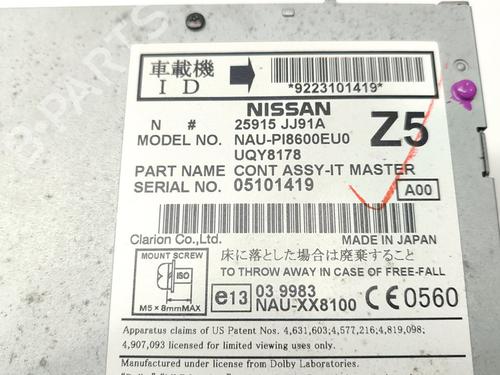 車載機
ID
*9223101419*
NISSAN
N # 25915 JJ91A
Z5
MODEL NO. NAU-PI8600EU0
UQY8178
PART NAME CONT ASSY-IT MASTER
SERIAL NO. 05101419
A00
Clarion Co.,Ltd. MADE IN JAPAN
MOUNT SCREW
ISO
M5×8mmMAX
床に落とした場合は廃棄すること
TO THROW AWAY IN CASE OF FREE-FALL
e13 03 9983
NAU-XX8100 CE0560
Apparatus claims of US Patent Nos. 4,631,603;4,577,216;4,819,098;
4,907,093 licensed for limited viewing uses only.
Manufactured under license from Dolby Laboratories.